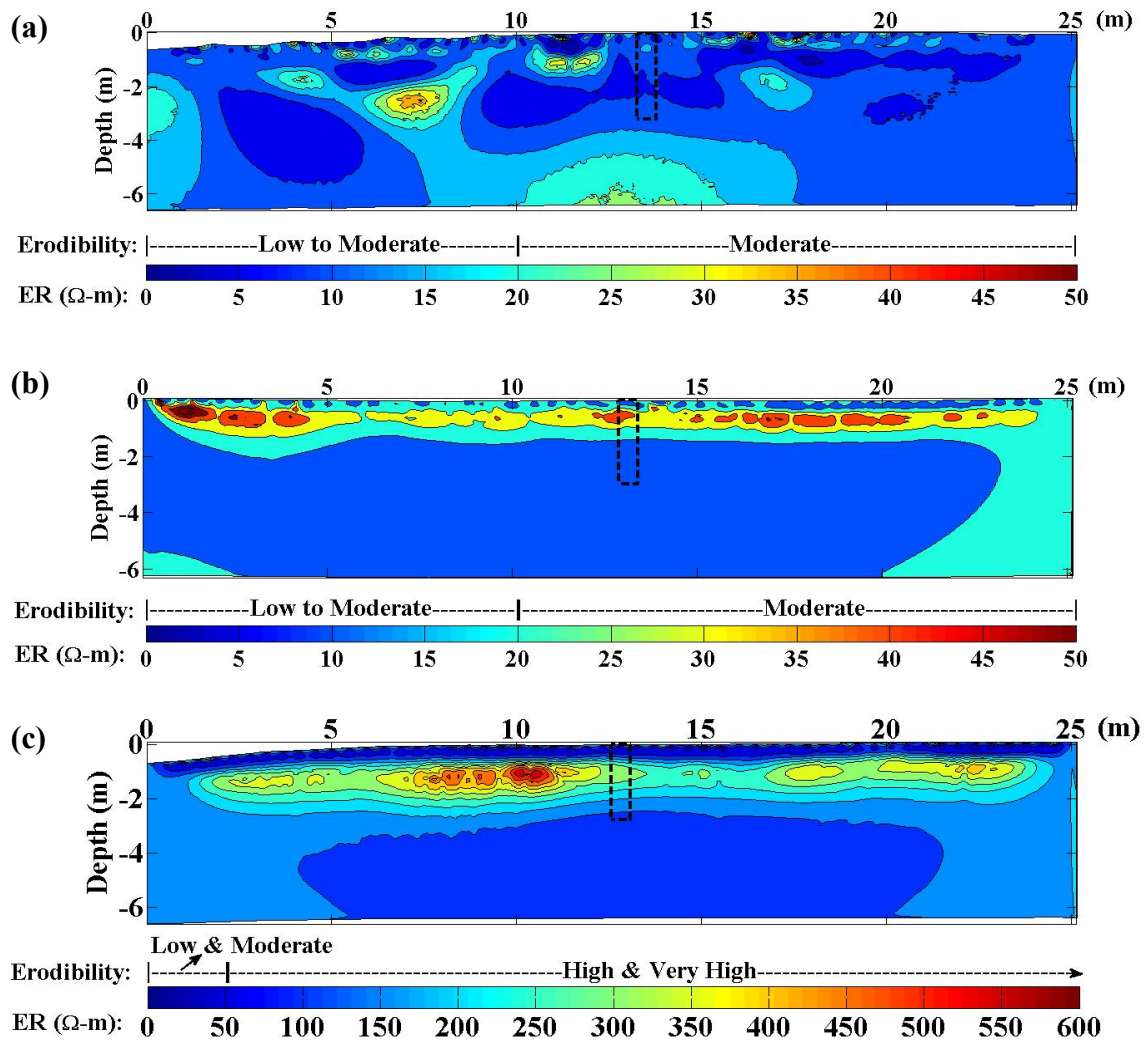 (a)
0 5 10 15 20 25 (m)
0
-2
-4
-6
Depth (m)
Erodibility: |-----------Low to Moderate---------|-----------------------Moderate--------------------------------------|
ER (Ω-m): 0 5 10 15 20 25 30 35 40 45 50
(b)
0 5 10 15 20 25 (m)
0
-2
-4
-6
Depth (m)
Erodibility: |-----------Low to Moderate---------|---------------------------Moderate-----------------------|
ER (Ω-m): 0 5 10 15 20 25 30 35 40 45 50
(c)
0 5 10 15 20 25 (m)
0
-2
-4
-6
Depth (m)
Low & Moderate
Erodibility: |--------|-----------------------------------High & Very High-----------------------------------
ER (Ω-m): 0 50 100 150 200 250 300 350 400 450 500 550 600